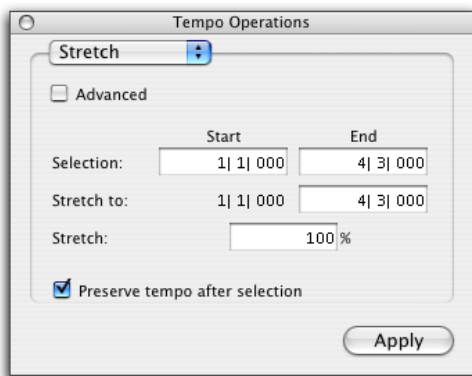 Tempo Operations
Stretch
Advanced
Start End
Selection: 1| 1| 000 4| 3| 000
Stretch to: 1| 1| 000 4| 3| 000
Stretch: 100 %
Preserve tempo after selection
Apply